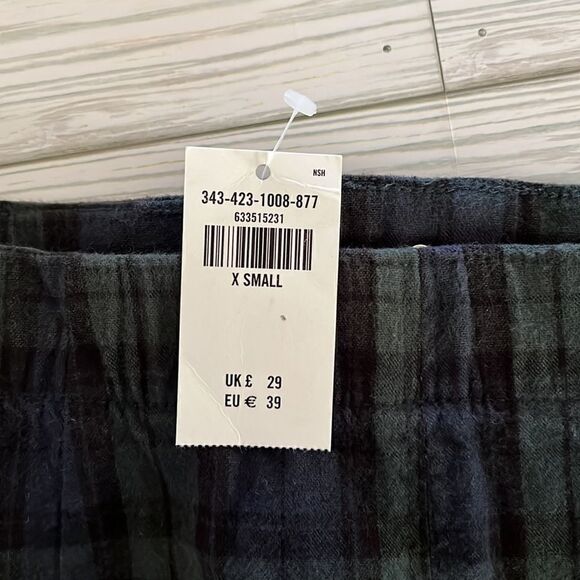 NSH
343-423-1008-877
633515231
X SMALL
UK £ 29
EU € 39